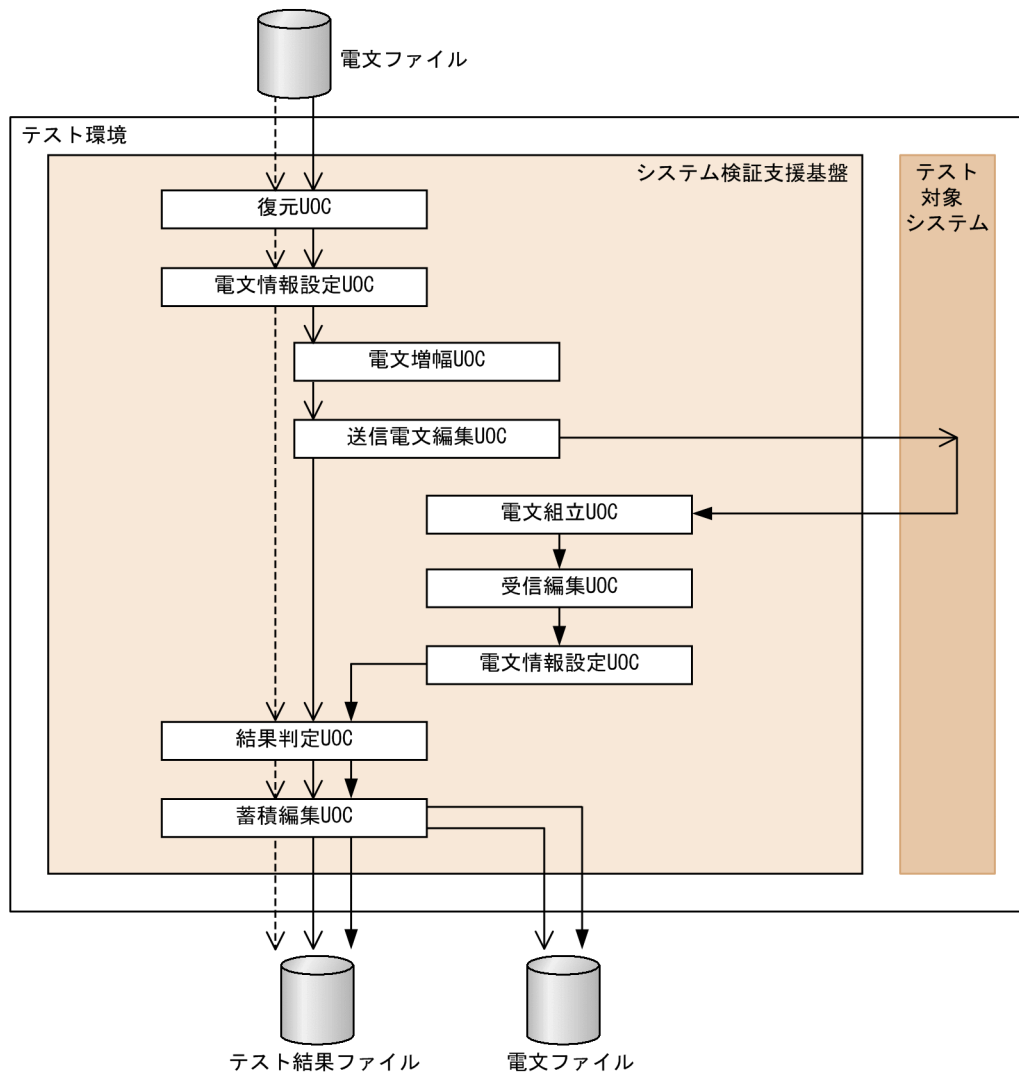 電文ファイル
テスト環境
システム検証支援基盤
テスト
対象
システム
復元UOC
電文情報設定UOC
電文増幅UOC
送信電文編集UOC
電文組立UOC
受信編集UOC
電文情報設定UOC
結果判定UOC
蓄積編集UOC
テスト結果ファイル
電文ファイル